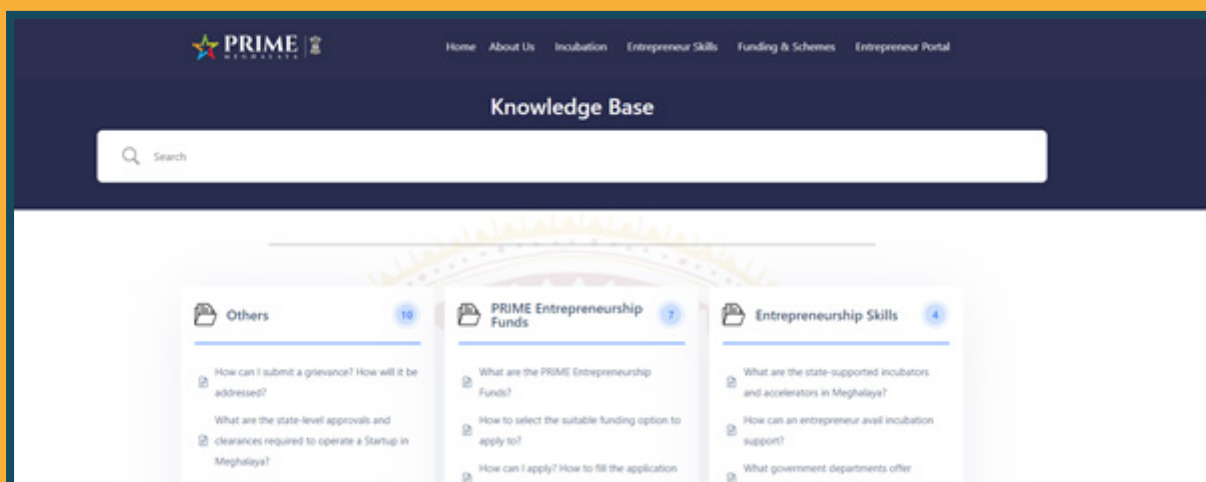 PRIME
MEGHALAYA
Home About Us Incubation Entrepreneur Skills Funding & Schemes Entrepreneur Portal
Knowledge Base
Search
Others 10
How can I submit a grievance? How will it be
addressed?
What are the state-level approvals and
clearances required to operate a Startup in
Meghalaya?
PRIME Entrepreneurship
Funds 7
What are the PRIME Entrepreneurship
Funds?
How to select the suitable funding option to
apply to?
How can I apply? How to fill the application
Entrepreneurship Skills 4
What are the state-supported incubators
and accelerators in Meghalaya?
How can an entrepreneur avail incubation
support?
What government departments offer